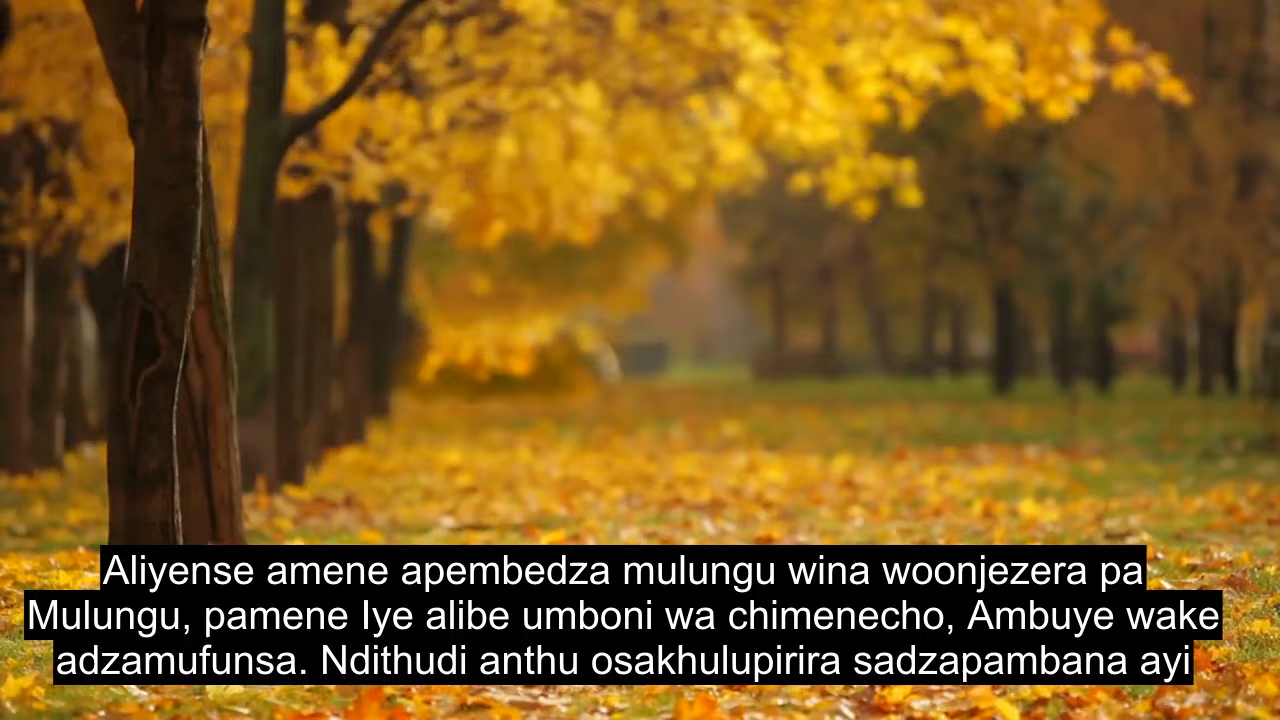 Aliyense amene apembedza mulungu wina woonjezera pa
Mulungu, pamene Iye alibe umboni wa chimenecho, Ambuye wake
adzamufunsa. Ndithudi anthu osakhulupirira sadzapambana ayi